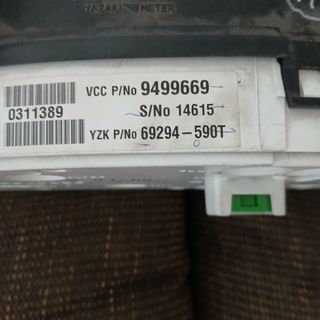 YAZAKI METER
VCC P/No 9499669
0311389
S/No 14615
YZK P/No 69294-590T